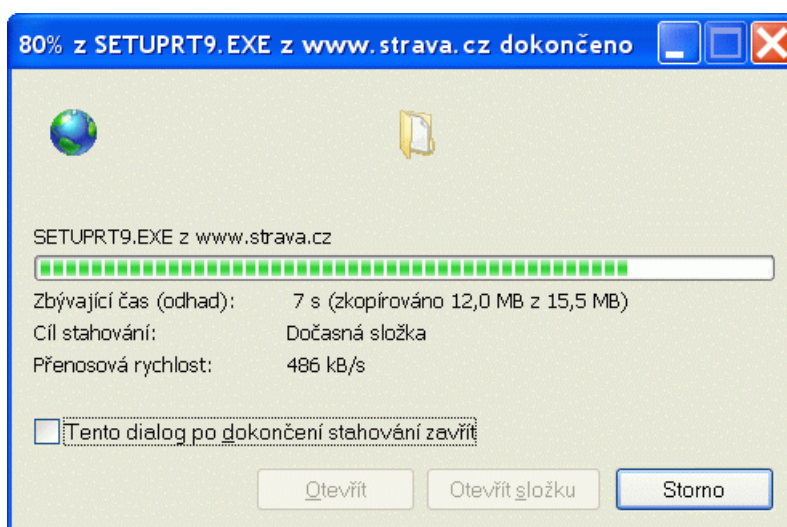 80% z SETUPRT9.EXE z www.strava.cz dokončeno
SETUPRT9.EXE z www.strava.cz
Zbývající čas (odhad): 7 s (zkopírováno 12,0 MB z 15,5 MB)
Cíl stahování: Dočasná složka
Přenosová rychlost: 486 kB/s
Tento dialog po dokončení stahování zavřít
Otevřít Otevřít složku Storno